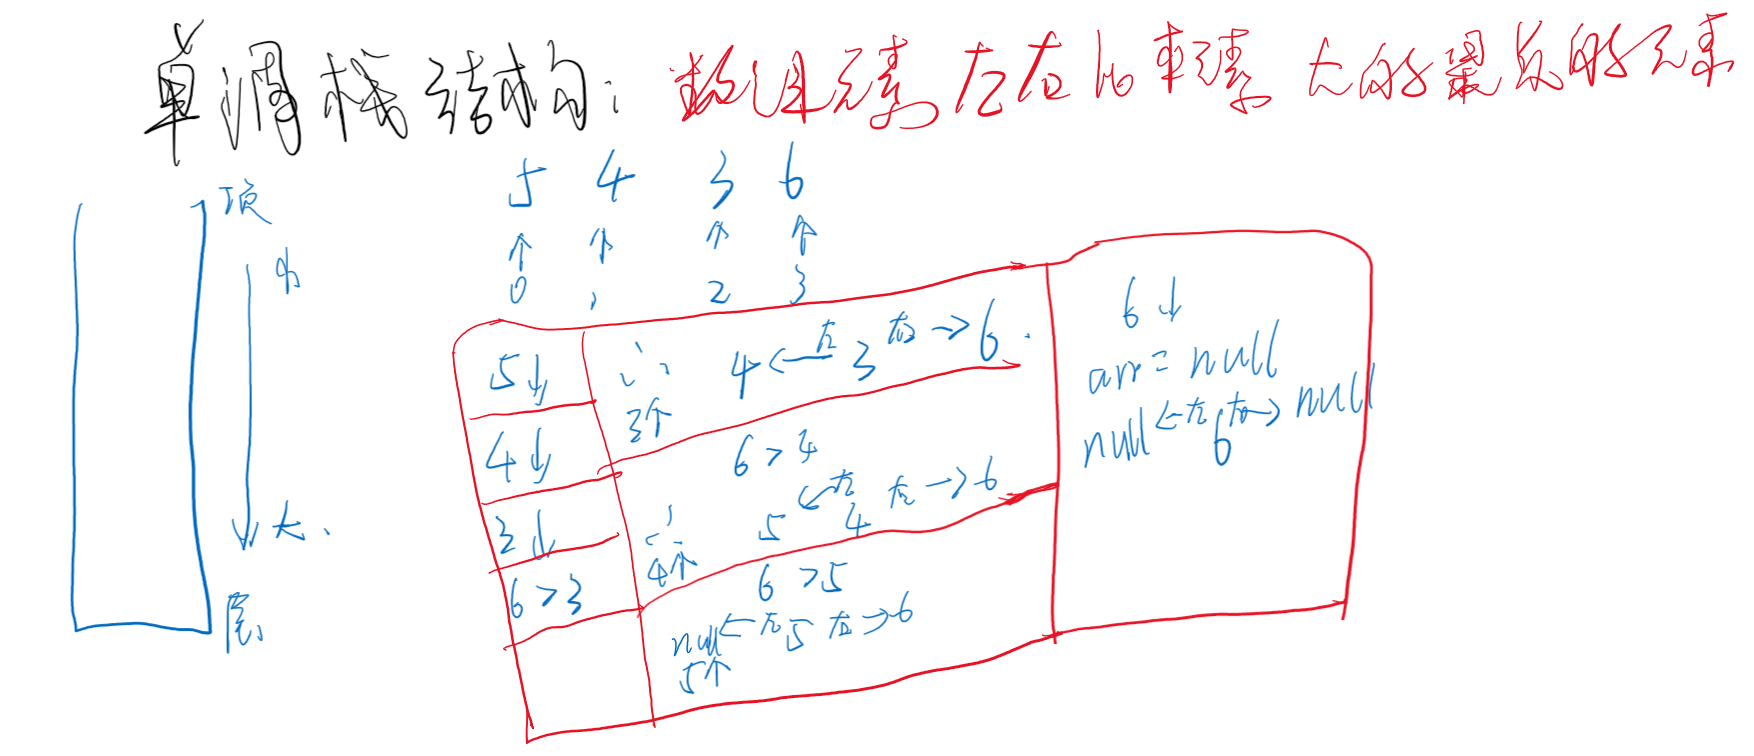 单调栈结构: 数组元素 左右 比 元素 大的最近的元素
5 4 3 6
↑ ↑ ↑ ↑
0 1 2 3
顶
小
↓
大.
底
5↓
4↓
3↓
6>3
∴
3个
4 ←左 3 右→ 6.
6>4
5 ←左 4 右→ 6
4个
6>5
null ←左 5 右→ 6
5个
6↓
arr = null
null ←左 6 右→ null